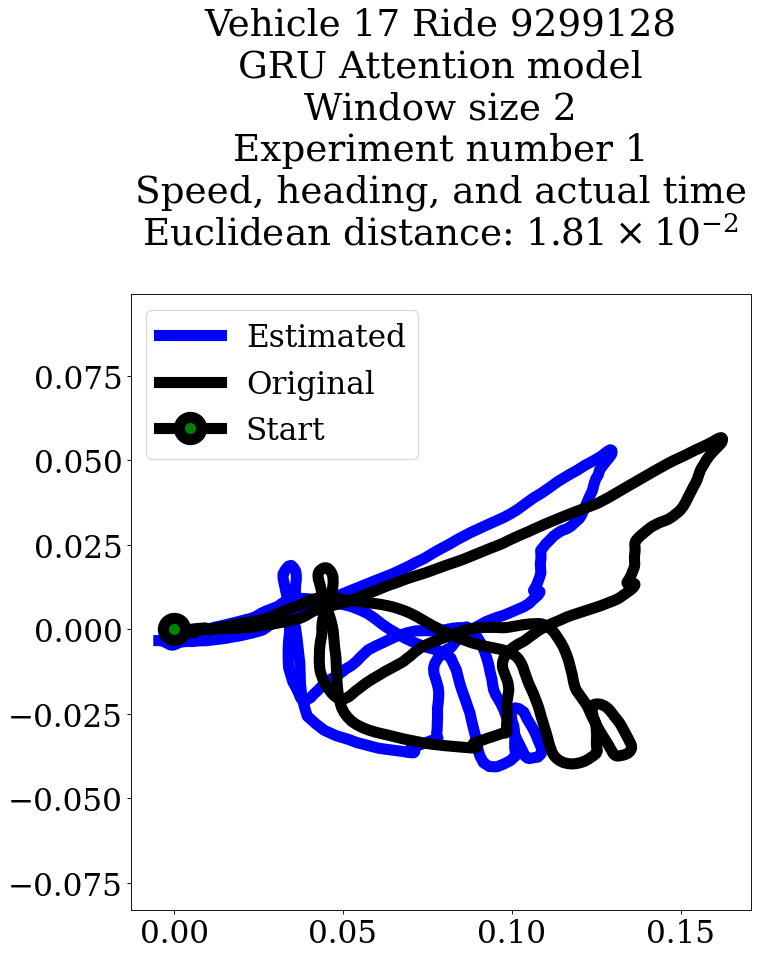 Vehicle 17 Ride 9299128
GRU Attention model
Window size 2
Experiment number 1
Speed, heading, and actual time
Euclidean distance: 1.81 × 10⁻²
Estimated
Original
Start
0.075
0.050
0.025
0.000
−0.025
−0.050
−0.075
0.00 0.05 0.10 0.15